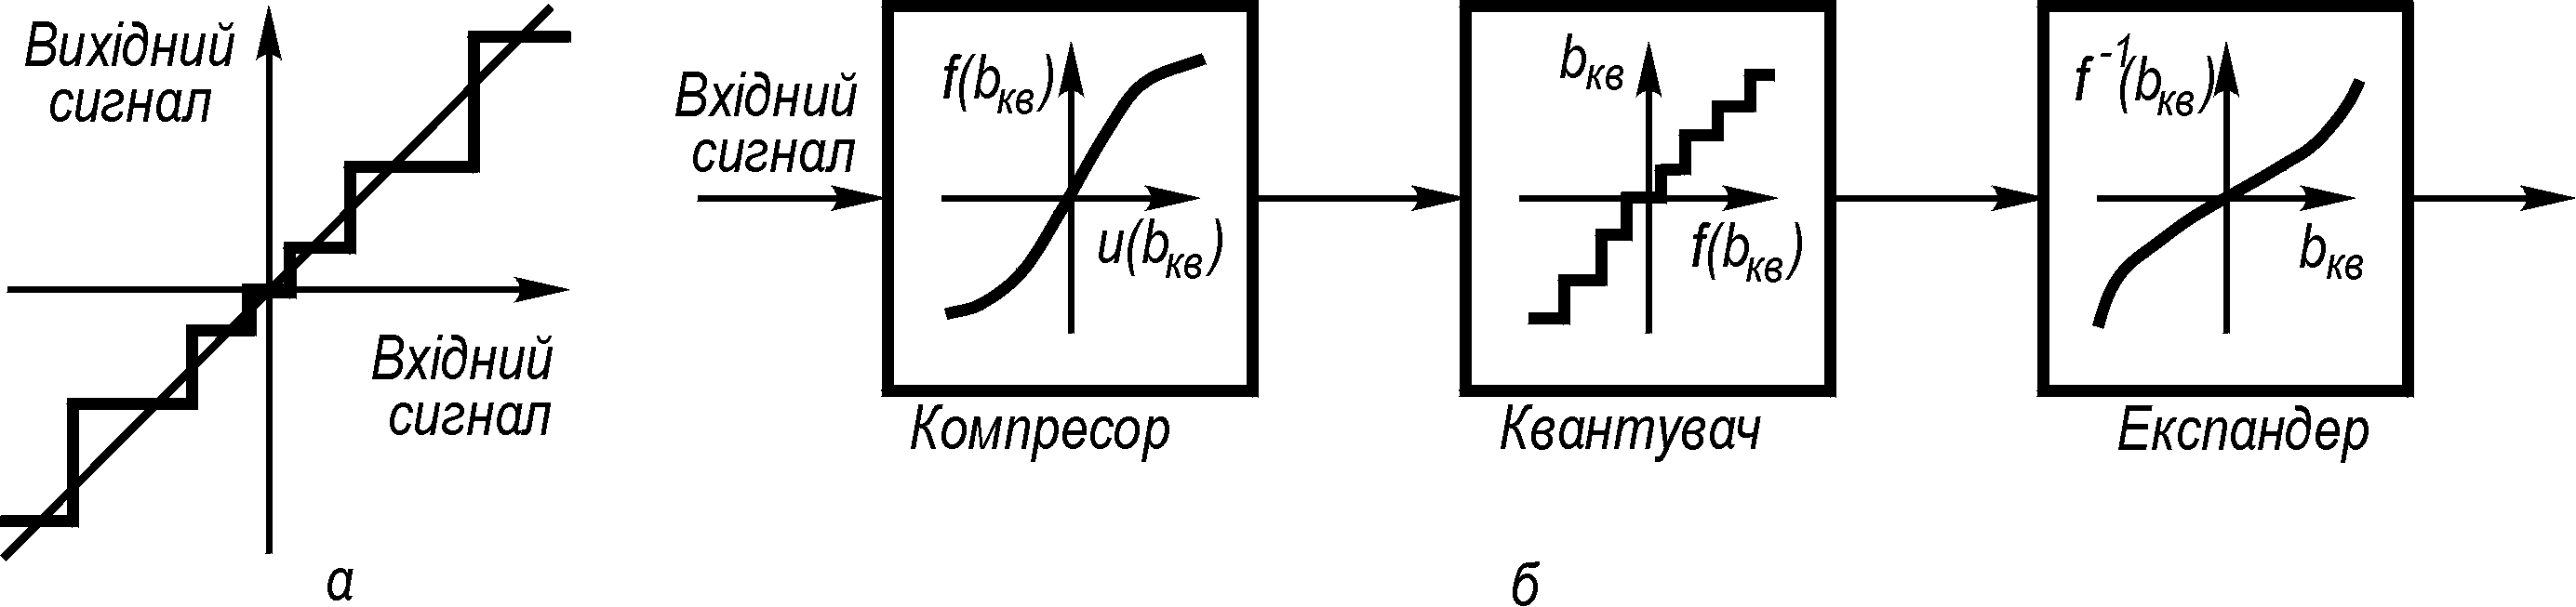 Вихідний
сигнал
Вхідний
сигнал
а
Вхідний
сигнал
f(bкв)
u(bкв)
Компресор
bкв
f(bкв)
Квантувач
f⁻¹(bкв)
bкв
Експандер
б